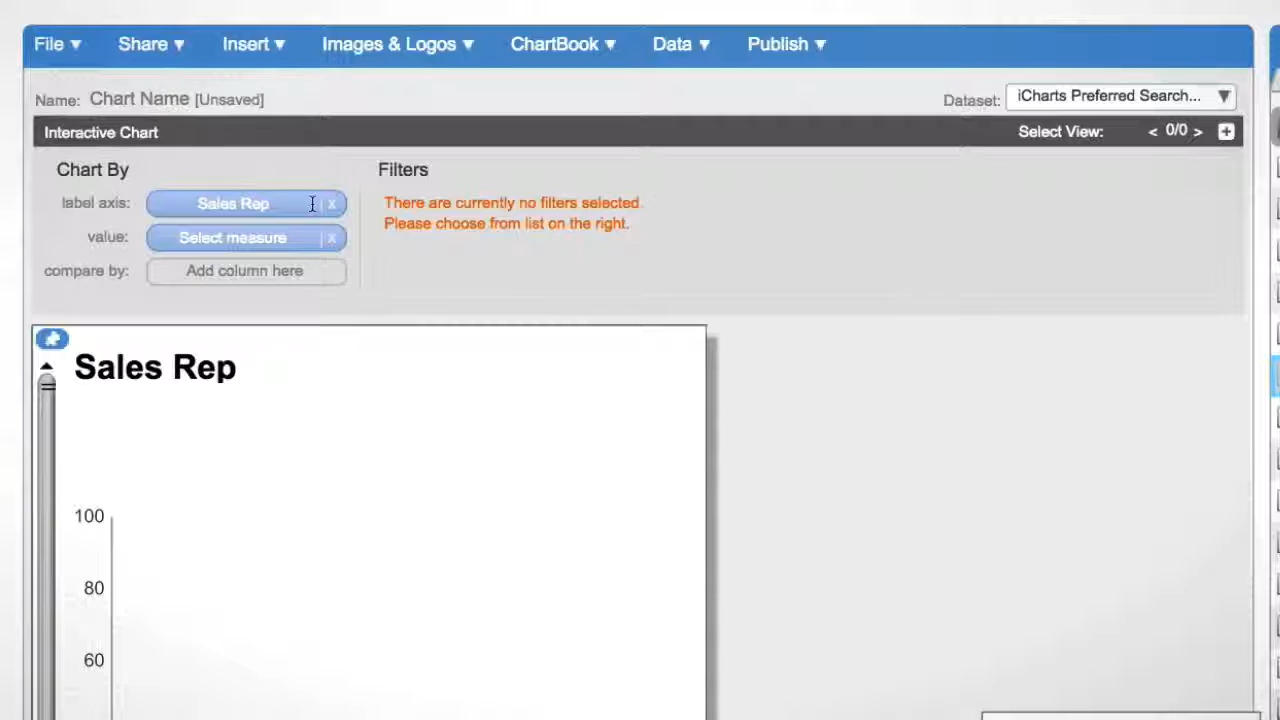 File ▼ Share ▼ Insert ▼ Images & Logos ▼ ChartBook ▼ Data ▼ Publish ▼
Name: Chart Name [Unsaved] Dataset: iCharts Preferred Search... ▼
Interactive Chart Select View: < 0/0 > +
Chart By Filters
label axis: Sales Rep | x There are currently no filters selected.
Please choose from list on the right.
value: Select measure | x
compare by: Add column here
Sales Rep
100
80
60